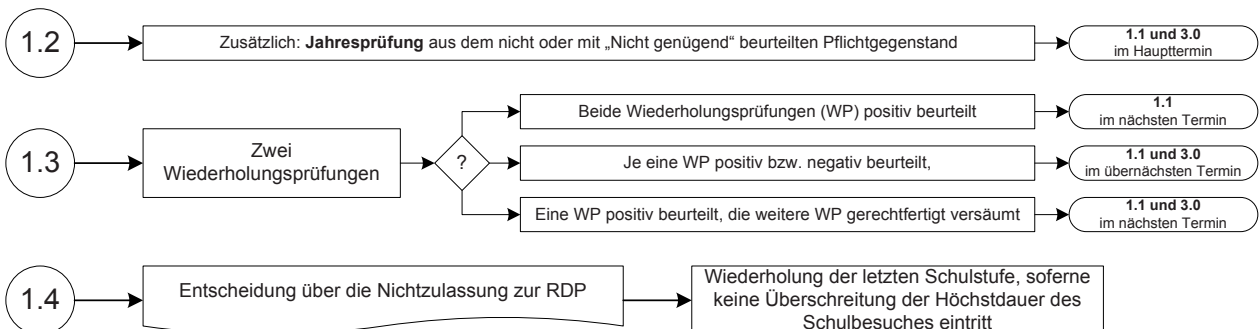 1.2
Zusätzlich: Jahresprüfung aus dem nicht oder mit „Nicht genügend“ beurteilten Pflichtgegenstand
1.1 und 3.0
im Haupttermin
1.3
Zwei
Wiederholungsprüfungen
?
Beide Wiederholungsprüfungen (WP) positiv beurteilt
1.1
im nächsten Termin
Je eine WP positiv bzw. negativ beurteilt,
1.1 und 3.0
im übernächsten Termin
Eine WP positiv beurteilt, die weitere WP gerechtfertigt versäumt
1.1 und 3.0
im nächsten Termin
1.4
Entscheidung über die Nichtzulassung zur RDP
Wiederholung der letzten Schulstufe, soferne
keine Überschreitung der Höchstdauer des
Schulbesuches eintritt